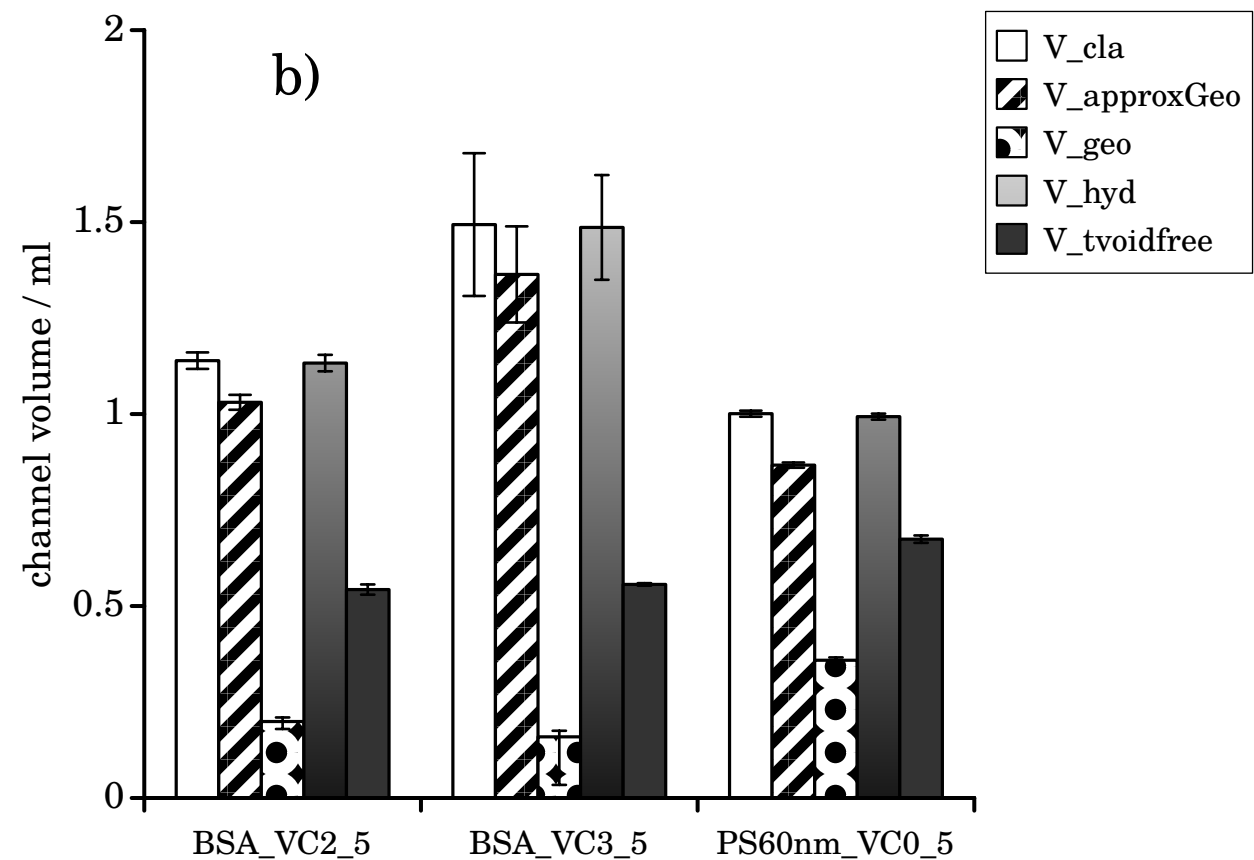 2
b)
1.5
1
0.5
0
channel volume / ml
BSA_VC2_5
BSA_VC3_5
PS60nm_VC0_5
V_cla
V_approxGeo
V_geo
V_hyd
V_tvoidfree